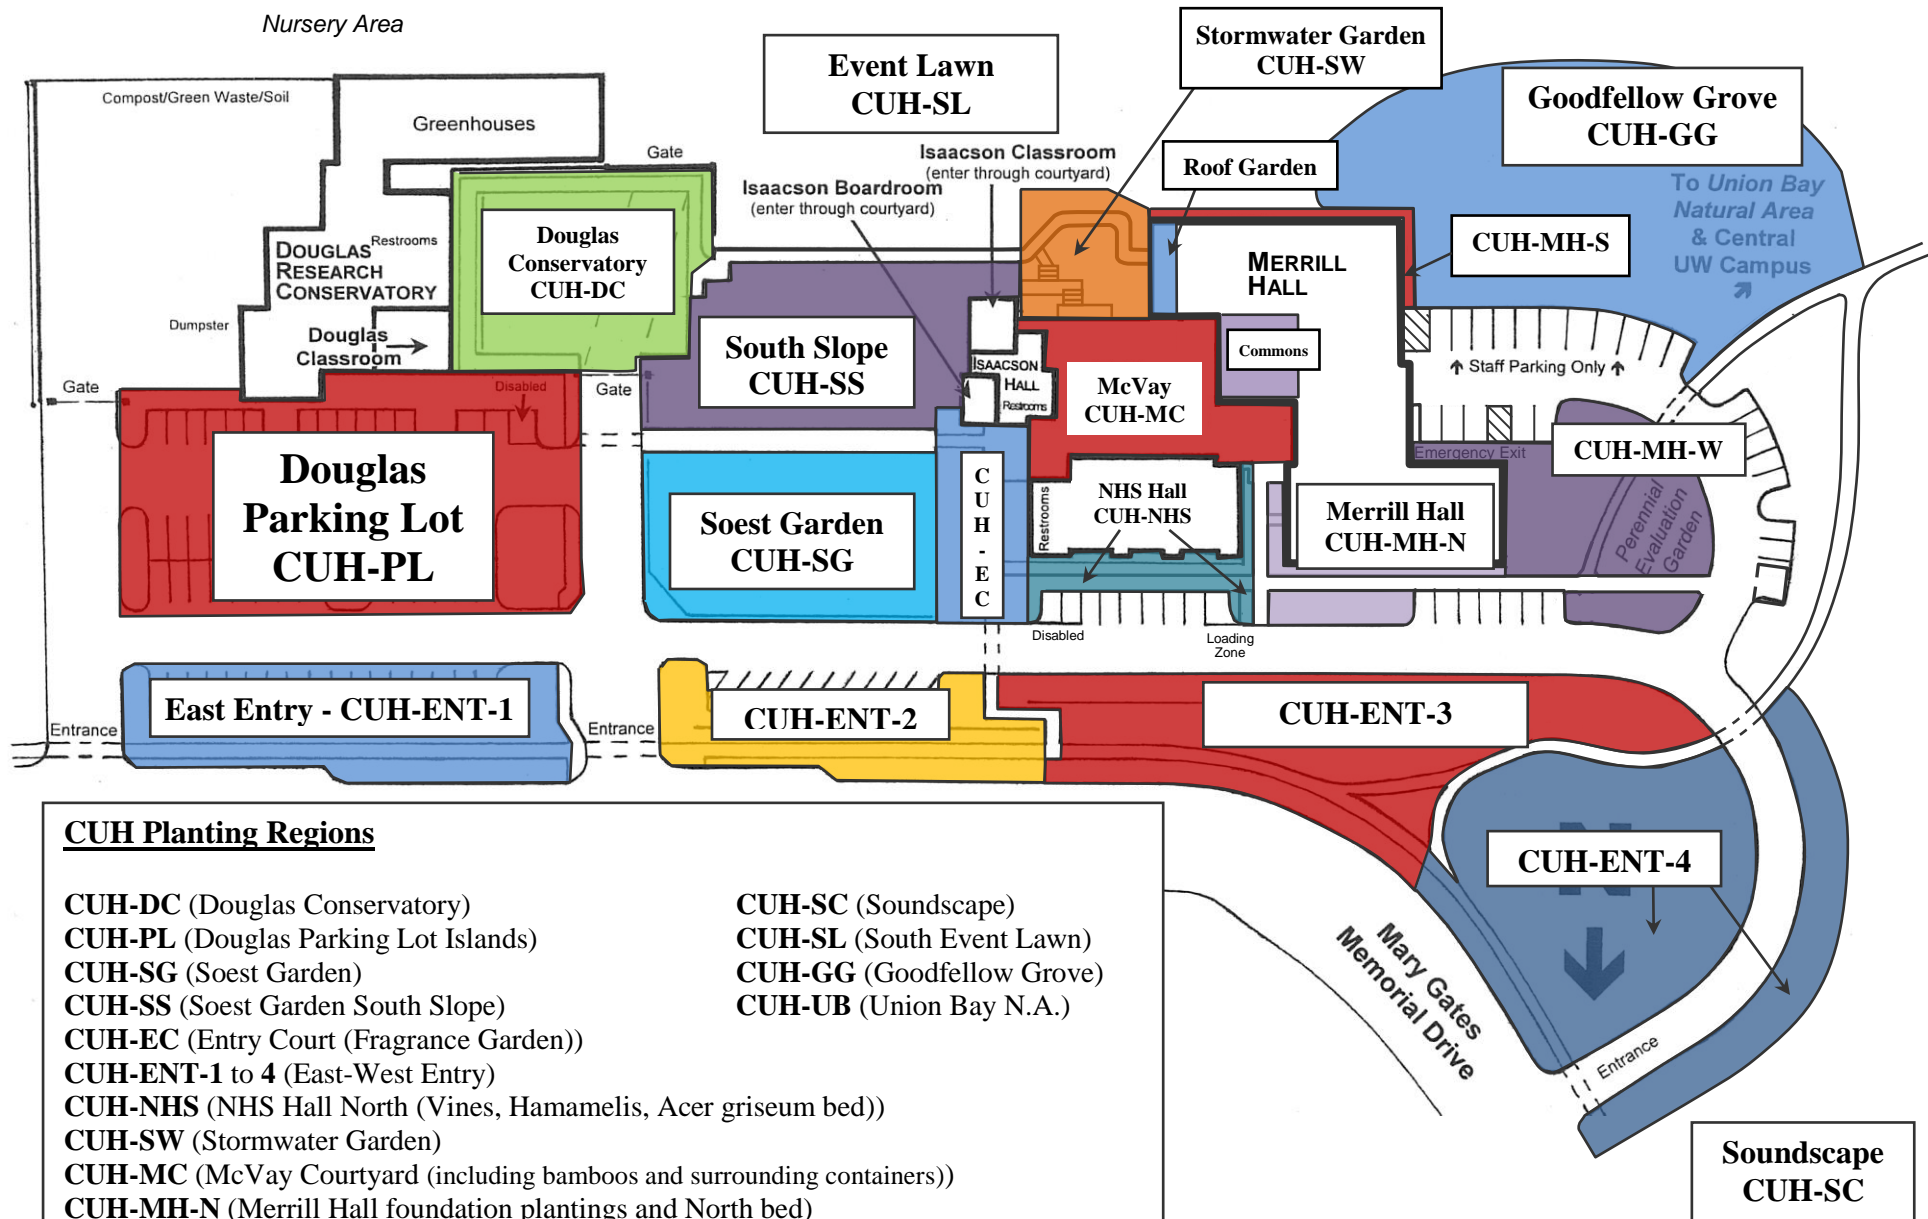 Nursery Area
Compost/Green Waste/Soil
Greenhouses
Gate
Event Lawn
CUH-SL
Stormwater Garden
CUH-SW
Goodfellow Grove
CUH-GG
To Union Bay
Natural Area
& Central
UW Campus
Isaacson Classroom
(enter through courtyard)
Isaacson Boardroom
(enter through courtyard)
Roof Garden
Douglas
Conservatory
CUH-DC
DOUGLAS
RESEARCH
CONSERVATORY
Restrooms
MERRILL
HALL
CUH-MH-S
Dumpster
Douglas
Classroom
South Slope
CUH-SS
ISAACSON
HALL
Restrooms
Commons
McVay
CUH-MC
Staff Parking Only
Gate
Disabled
Gate
Emergency Exit
CUH-MH-W
Perennial
Evaluation
Garden
Douglas
Parking Lot
CUH-PL
Soest Garden
CUH-SG
C
U
H
-
E
C
Restrooms
NHS Hall
CUH-NHS
Merrill Hall
CUH-MH-N
Disabled
Loading
Zone
Entrance
East Entry - CUH-ENT-1
Entrance
CUH-ENT-2
CUH-ENT-3
CUH-ENT-4
N
Mary Gates
Memorial Drive
Entrance
Soundscape
CUH-SC
CUH Planting Regions
CUH-DC (Douglas Conservatory)
CUH-PL (Douglas Parking Lot Islands)
CUH-SG (Soest Garden)
CUH-SS (Soest Garden South Slope)
CUH-EC (Entry Court (Fragrance Garden))
CUH-ENT-1 to 4 (East-West Entry)
CUH-NHS (NHS Hall North (Vines, Hamamelis, Acer griseum bed))
CUH-SW (Stormwater Garden)
CUH-MC (McVay Courtyard (including bamboos and surrounding containers))
CUH-MH-N (Merrill Hall foundation plantings and North bed)
CUH-SC (Soundscape)
CUH-SL (South Event Lawn)
CUH-GG (Goodfellow Grove)
CUH-UB (Union Bay N.A.)